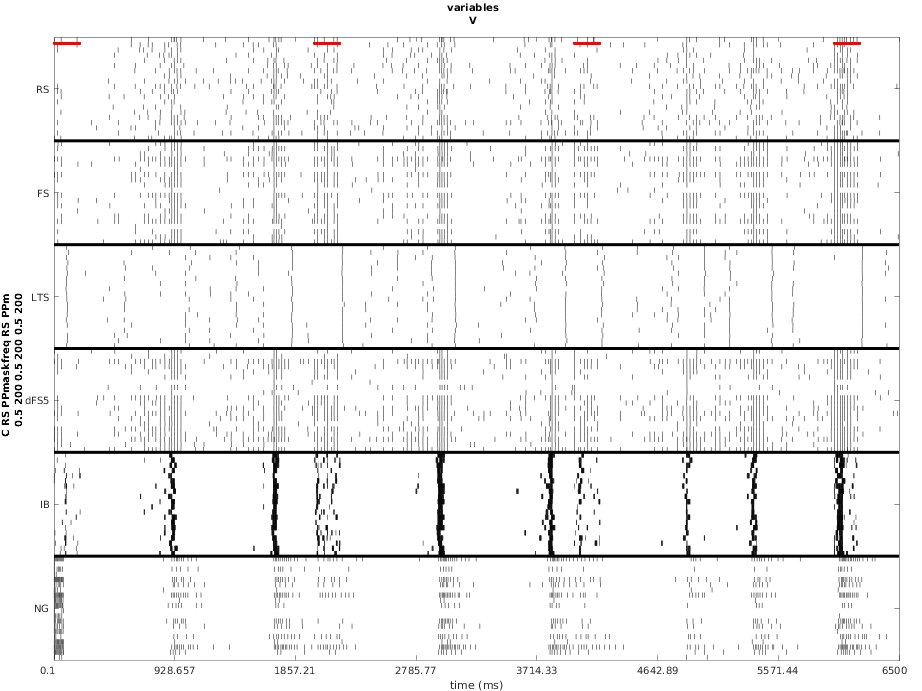 variables
V
RS
FS
LTS
dFS5
IB
NG
C RS PPmaskfreq RS PPm
0.5 200 0.5 200 0.5 200
0.1 928.657 1857.21 2785.77 3714.33 4642.89 5571.44 6500
time (ms)